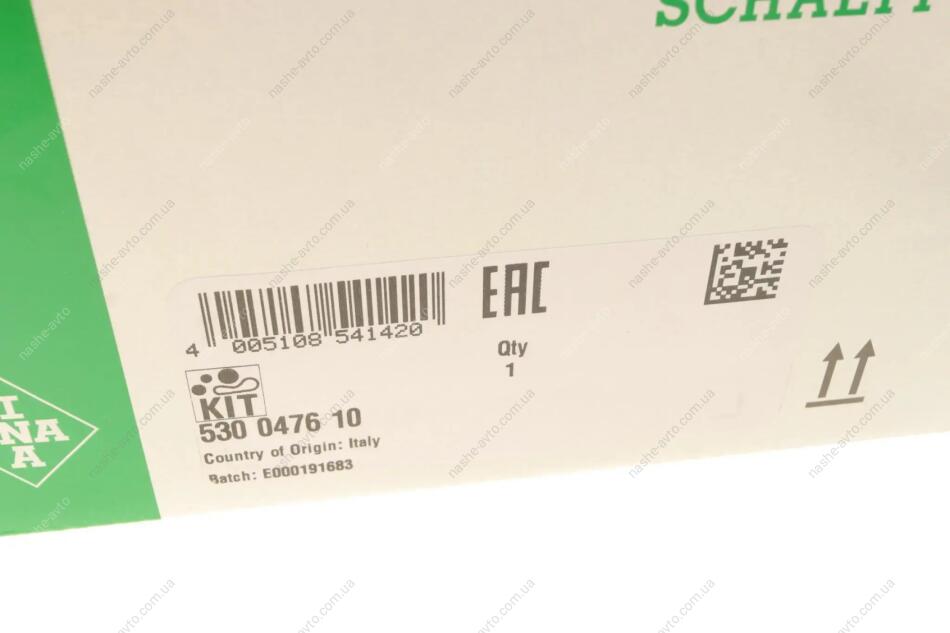 SCHAEFF
EAC
4 005108 541420
Qty
1
KIT
530 0476 10
Country of Origin: Italy
Batch: E000191683
I
NA
A
nashe-avto.com.ua